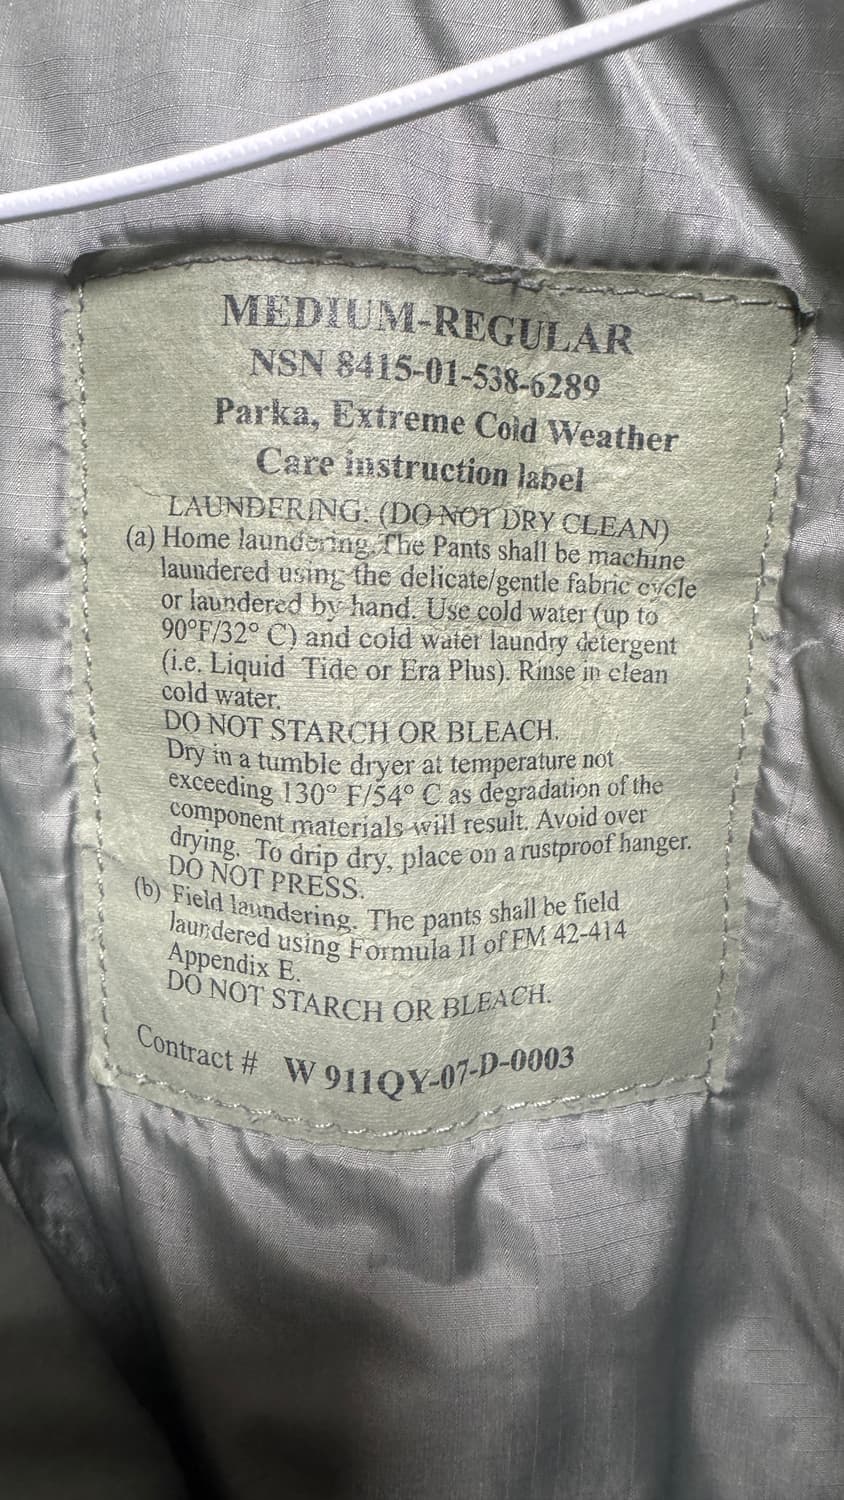 MEDIUM-REGULAR
NSN 8415-01-538-6289
Parka, Extreme Cold Weather
Care instruction label
LAUNDERING: (DO NOT DRY CLEAN)
(a) Home laundering. The Pants shall be machine
laundered using the delicate/gentle fabric cycle
or laundered by hand. Use cold water (up to
90°F/32° C) and cold water laundry detergent
(i.e. Liquid Tide or Era Plus). Rinse in clean
cold water.
DO NOT STARCH OR BLEACH.
Dry in a tumble dryer at temperature not
exceeding 130° F/54° C as degradation of the
component materials will result. Avoid over
drying. To drip dry, place on a rustproof hanger.
DO NOT PRESS.
(b) Field laundering. The pants shall be field
laundered using Formula II of FM 42-414
Appendix E.
DO NOT STARCH OR BLEACH.
Contract # W 911QY-07-D-0003